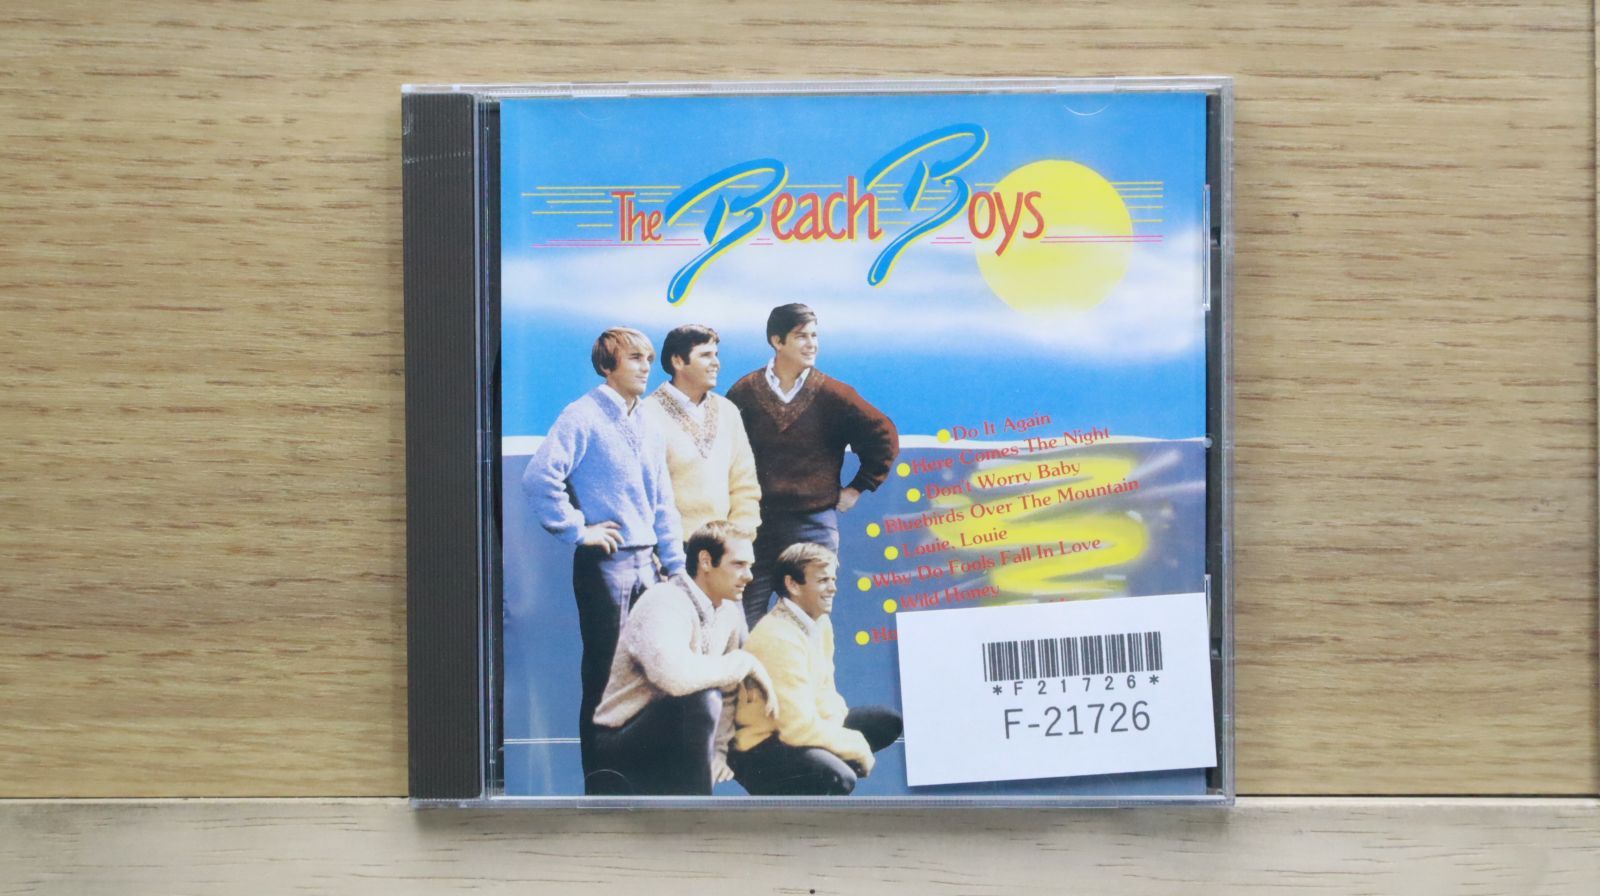 The Beach Boys
Do It Again
Here Comes The Night
Don't Worry Baby
Bluebirds Over The Mountain
Louie, Louie
Why Do Fools Fall In Love
Wild Honey
*F21726*
F-21726